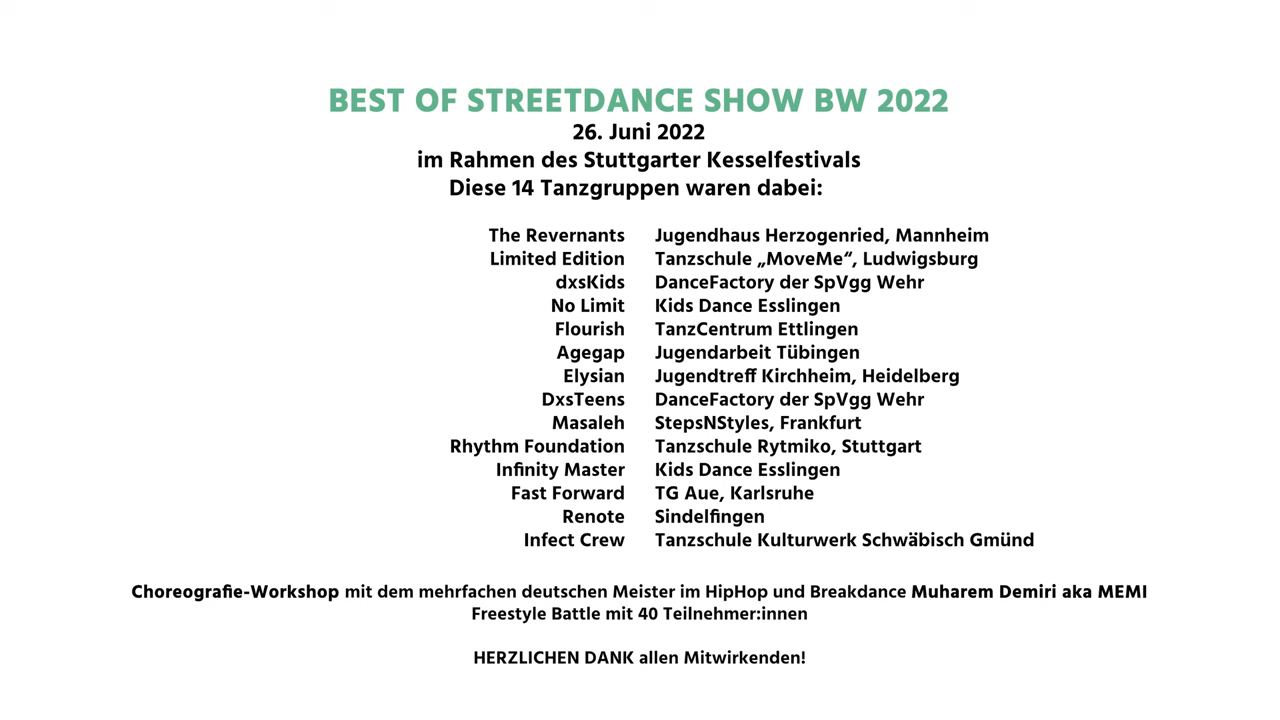 BEST OF STREETDANCE SHOW BW 2022
26. Juni 2022
im Rahmen des Stuttgarter Kesselfestivals
Diese 14 Tanzgruppen waren dabei:
The Revernants Jugendhaus Herzogenried, Mannheim
Limited Edition Tanzschule „MoveMe“, Ludwigsburg
dxsKids DanceFactory der SpVgg Wehr
No Limit Kids Dance Esslingen
Flourish TanzCentrum Ettlingen
Agegap Jugendarbeit Tübingen
Elysian Jugendtreff Kirchheim, Heidelberg
DxsTeens DanceFactory der SpVgg Wehr
Masaleh StepsNStyles, Frankfurt
Rhythm Foundation Tanzschule Rytmiko, Stuttgart
Infinity Master Kids Dance Esslingen
Fast Forward TG Aue, Karlsruhe
Renote Sindelfingen
Infect Crew Tanzschule Kulturwerk Schwäbisch Gmünd
Choreografie-Workshop mit dem mehrfachen deutschen Meister im HipHop und Breakdance Muharem Demiri aka MEMI
Freestyle Battle mit 40 Teilnehmer:innen
HERZLICHEN DANK allen Mitwirkenden!